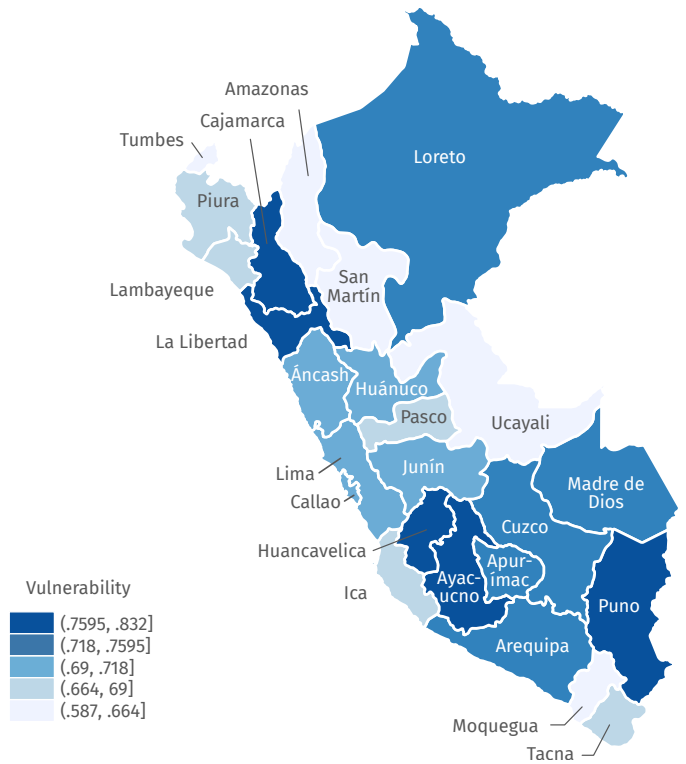 Amazonas
Cajamarca
Tumbes
Loreto
Piura
San
Martín
Lambayeque
La Libertad
Áncash
Huánuco
Pasco
Ucayali
Lima
Junín
Callao
Madre de
Dios
Cuzco
Huancavelica
Apur-
ímac
Ayac-
ucno
Ica
Puno
Arequipa
Moquegua
Tacna
Vulnerability
(.7595, .832]
(.718, .7595]
(.69, .718]
(.664, 69]
(.587, .664]